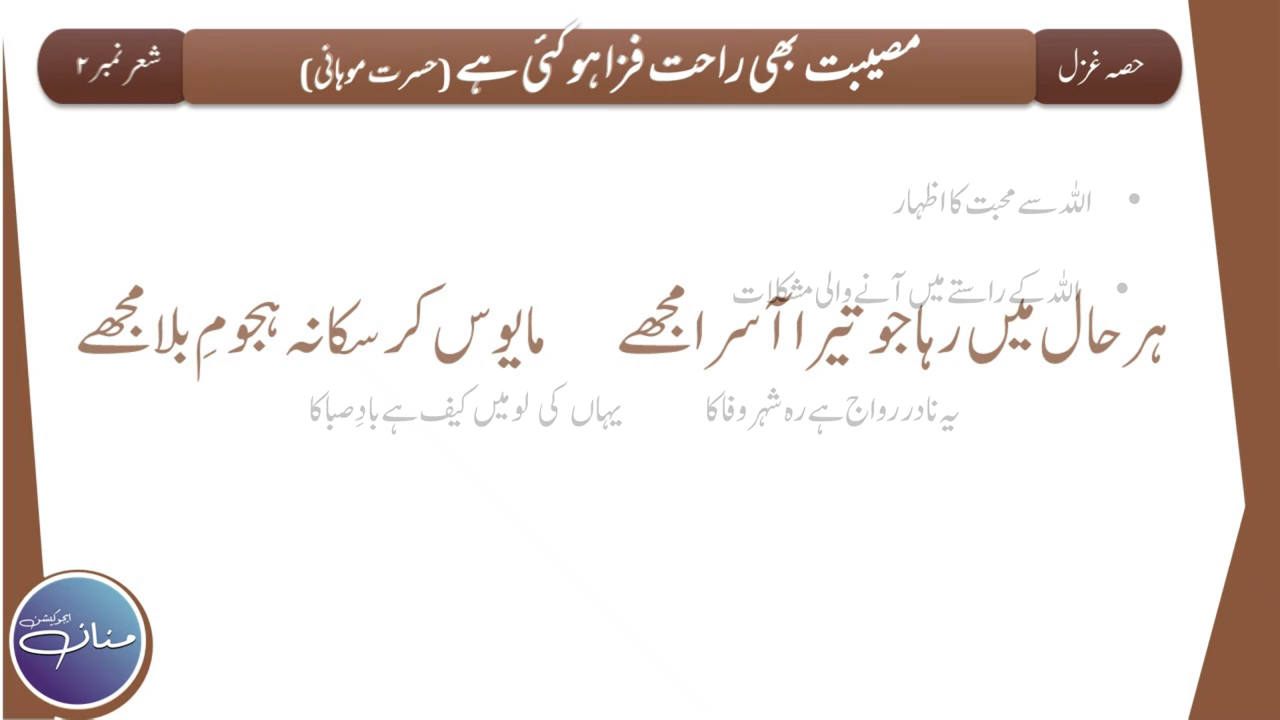 حصہ غزل
مصیبت بھی راحت فزا ہو گئی ہے (حسرت موہانی)
شعر نمبر ۲
• اللہ سے محبت کا اظہار
• اللہ کے راستے میں آنے والی مشکلات
ہر حال میں رہا جو تیرا آسرا مجھے مایوس کر سکا نہ ہجومِ بلا مجھے
یہ نادر رواج ہے رہ شہر وفا کا یہاں کی لو میں کیف ہے بادِ صبا کا
منان ایجوکیشن